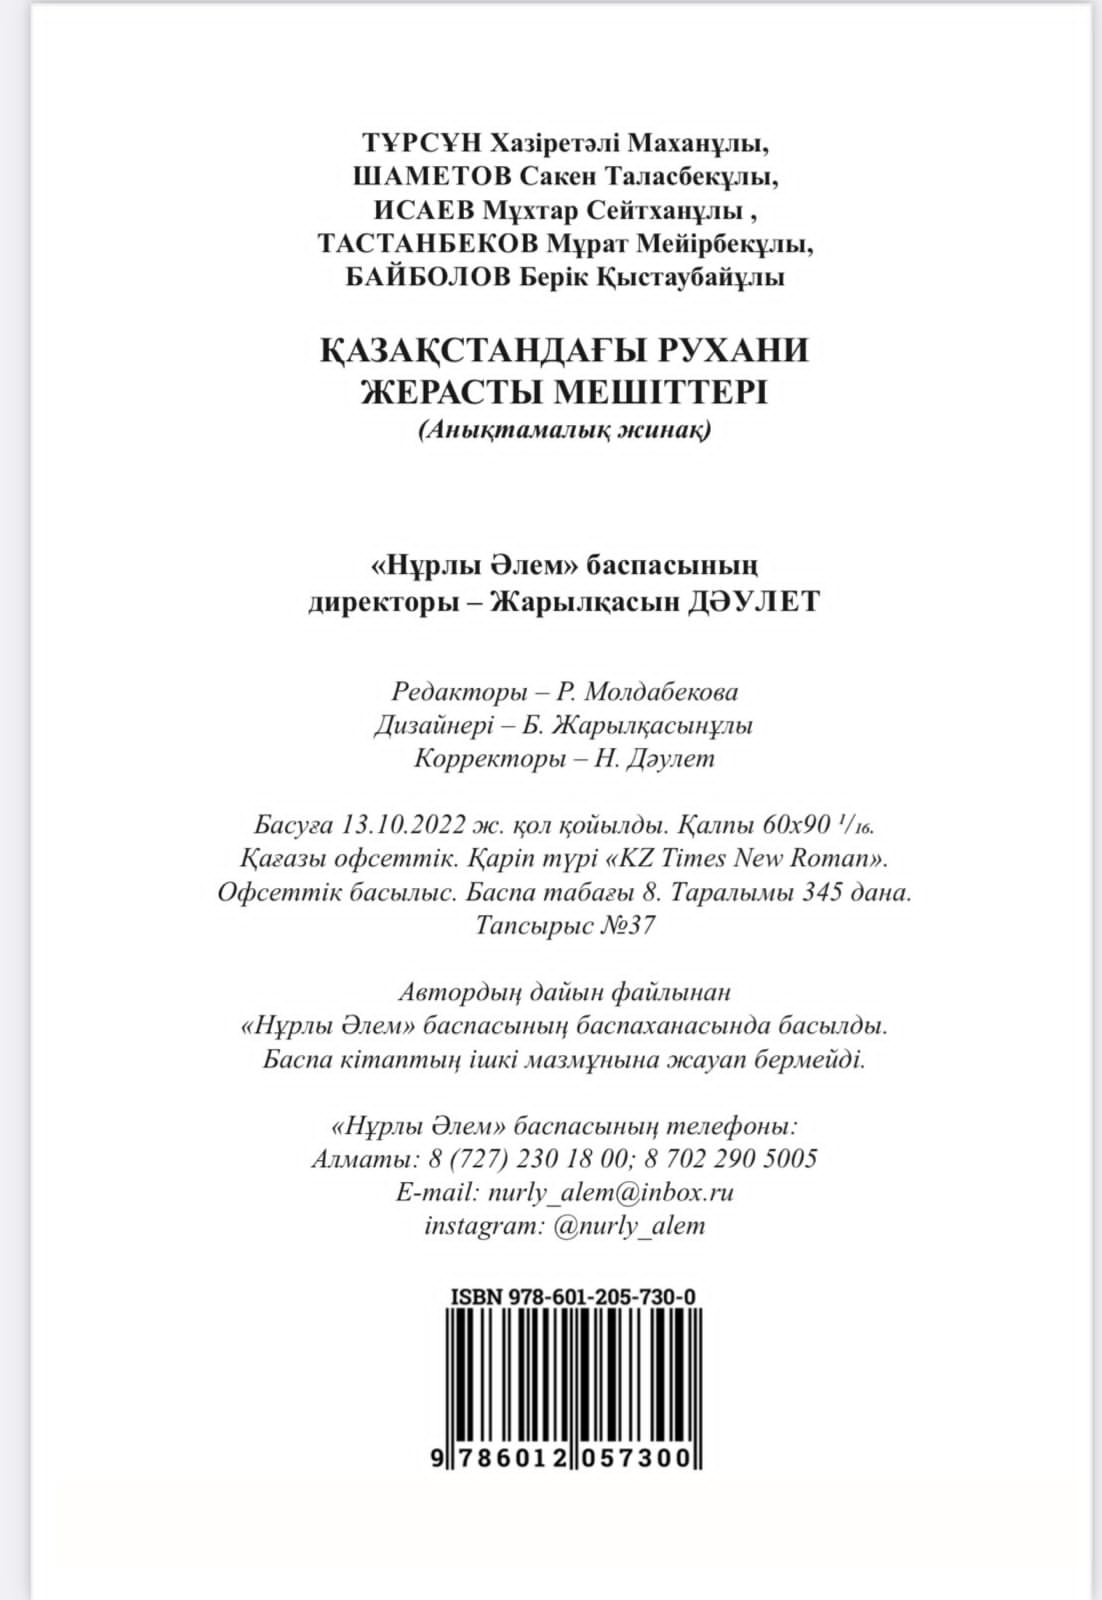 ТҰРСҰН Хазіретәлі Маханұлы,
ШАМЕТОВ Сакен Таласбекұлы,
ИСАЕВ Мұхтар Сейтханұлы ,
ТАСТАНБЕКОВ Мұрат Мейірбекұлы,
БАЙБОЛОВ Берік Қыстаубайұлы
ҚАЗАҚСТАНДАҒЫ РУХАНИ
ЖЕРАСТЫ МЕШІТТЕРІ
(Анықтамалық жинақ)
«Нұрлы Әлем» баспасының
директоры – Жарылқасын ДӘУЛЕТ
Редакторы – Р. Молдабекова
Дизайнері – Б. Жарылқасынұлы
Корректоры – Н. Дәулет
Басуға 13.10.2022 ж. қол қойылды. Қалпы 60х90 ¹/₁₆.
Қағазы офсеттік. Қаріп түрі «KZ Times New Roman».
Офсеттік басылыс. Баспа табағы 8. Таралымы 345 дана.
Тапсырыс №37
Автордың дайын файлынан
«Нұрлы Әлем» баспасының баспаханасында басылды.
Баспа кітаптың ішкі мазмұнына жауап бермейді.
«Нұрлы Әлем» баспасының телефоны:
Алматы: 8 (727) 230 18 00; 8 702 290 5005
E-mail: nurly_alem@inbox.ru
instagram: @nurly_alem
ISBN 978-601-205-730-0
9 786012 057300